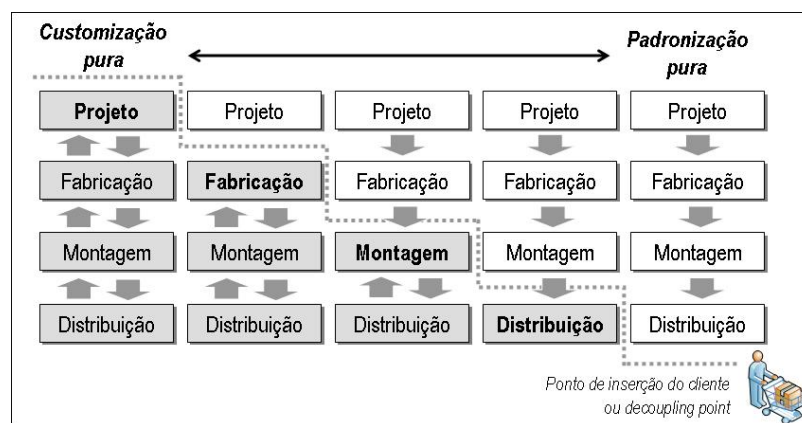 Customização
pura
Padronização
pura
Projeto Projeto Projeto Projeto Projeto
Fabricação Fabricação Fabricação Fabricação Fabricação
Montagem Montagem Montagem Montagem Montagem
Distribuição Distribuição Distribuição Distribuição Distribuição
Ponto de inserção do cliente
ou decoupling point